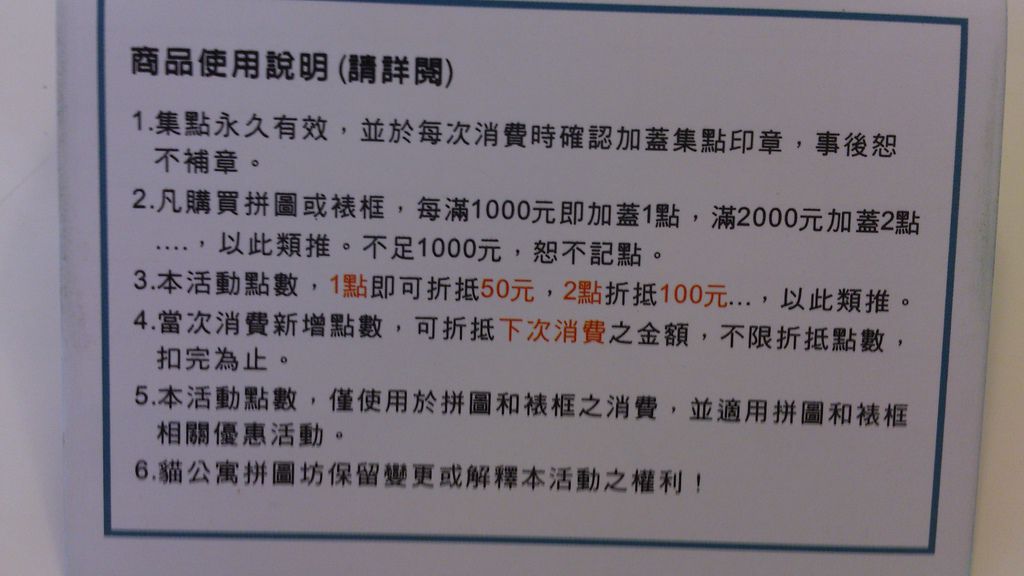 商品使用說明(請詳閱)
1.集點永久有效，並於每次消費時確認加蓋集點印章，事後恕
不補章。
2.凡購買拼圖或裱框，每滿1000元即加蓋1點，滿2000元加蓋2點
....，以此類推。不足1000元，恕不記點。
3.本活動點數，1點即可折抵50元，2點折抵100元...，以此類推。
4.當次消費新增點數，可折抵下次消費之金額，不限折抵點數，
扣完為止。
5.本活動點數，僅使用於拼圖和裱框之消費，並適用拼圖和裱框
相關優惠活動。
6.貓公寓拼圖坊保留變更或解釋本活動之權利！